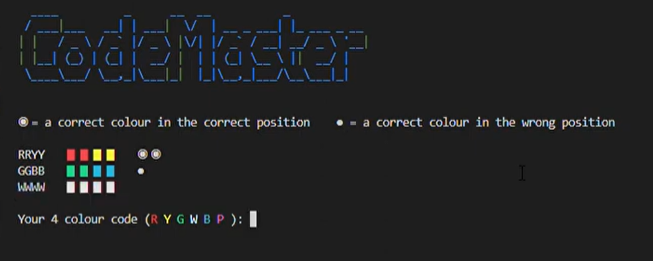 CodeMaster
◉ = a correct colour in the correct position ● = a correct colour in the wrong position
RRYY
GGBB
WWWW
Your 4 colour code (R Y G W B P ):